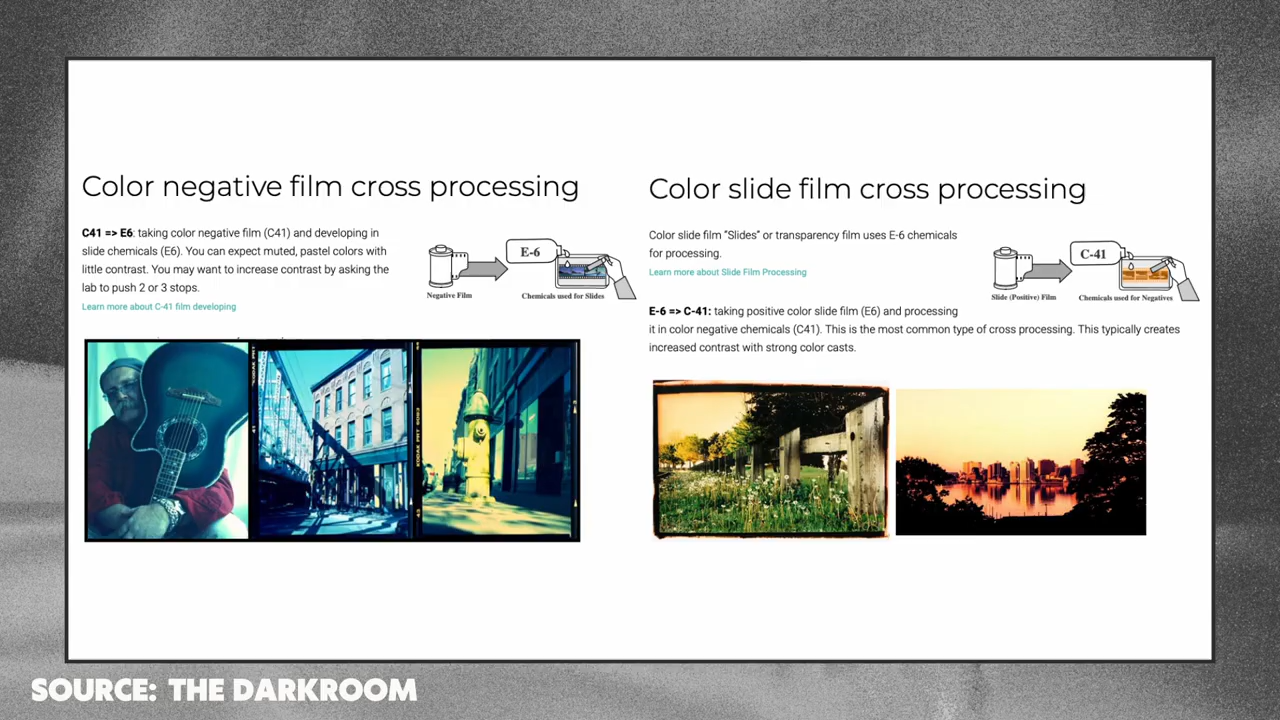 Color negative film cross processing
C41 => E6: taking color negative film (C41) and developing in
slide chemicals (E6). You can expect muted, pastel colors with
little contrast. You may want to increase contrast by asking the
lab to push 2 or 3 stops.
Learn more about C-41 film developing
E-6
Negative Film
Chemicals used for Slides
KODAK PRT
KODAK PRT
Color slide film cross processing
Color slide film “Slides” or transparency film uses E-6 chemicals
for processing.
Learn more about Slide Film Processing
C-41
Slide (Positive) Film
Chemicals used for Negatives
E-6 => C-41: taking positive color slide film (E6) and processing
it in color negative chemicals (C41). This is the most common type of cross processing. This typically creates
increased contrast with strong color casts.
SOURCE: THE DARKROOM